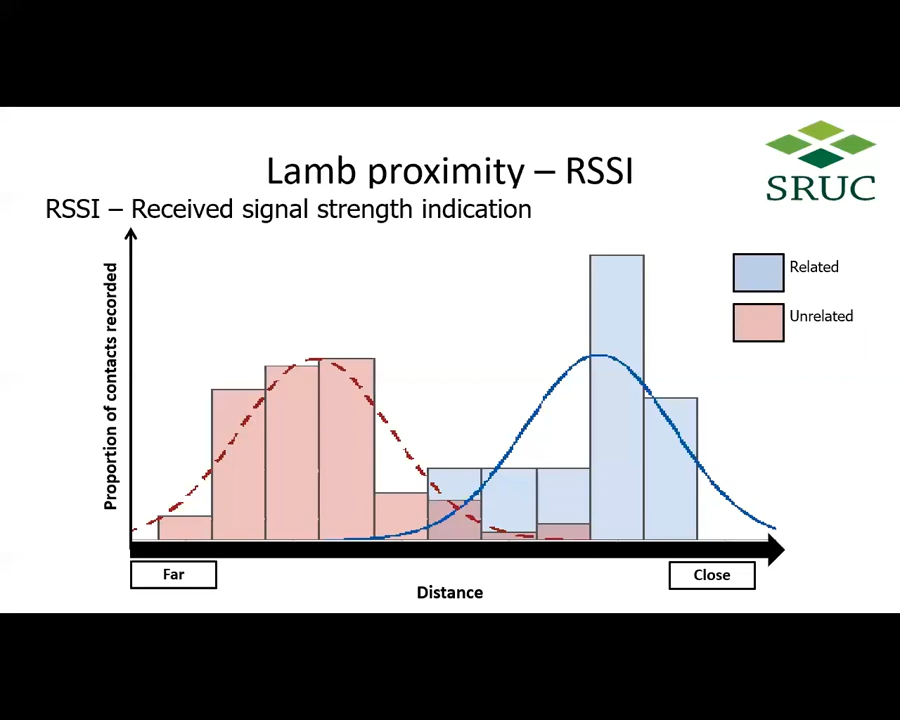 Lamb proximity – RSSI
SRUC
RSSI – Received signal strength indication
Proportion of contacts recorded
Related
Unrelated
Far
Close
Distance